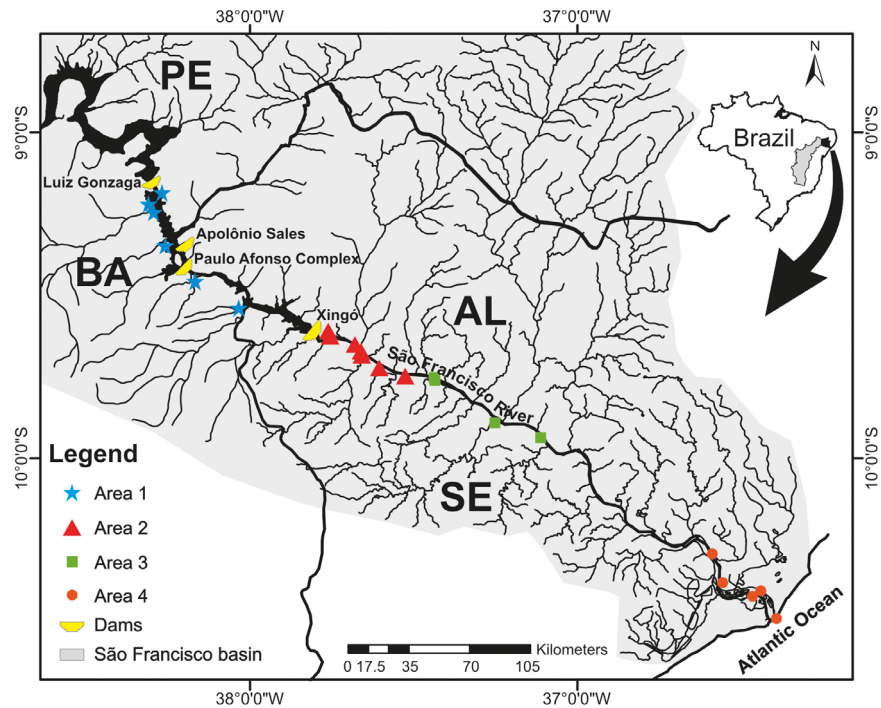 38°0'0"W 37°0'0"W
N
PE
9°0'0"S 9°0'0"S
Brazil
Luiz Gonzaga
Apolônio Sales
Paulo Afonso Complex
BA
Xingó
AL
São Francisco River
Legend
10°0'0"S 10°0'0"S
Area 1
SE
Area 2
Area 3
Area 4
Dams
Atlantic Ocean
São Francisco basin
Kilometers
0 17.5 35 70 105
38°0'0"W 37°0'0"W